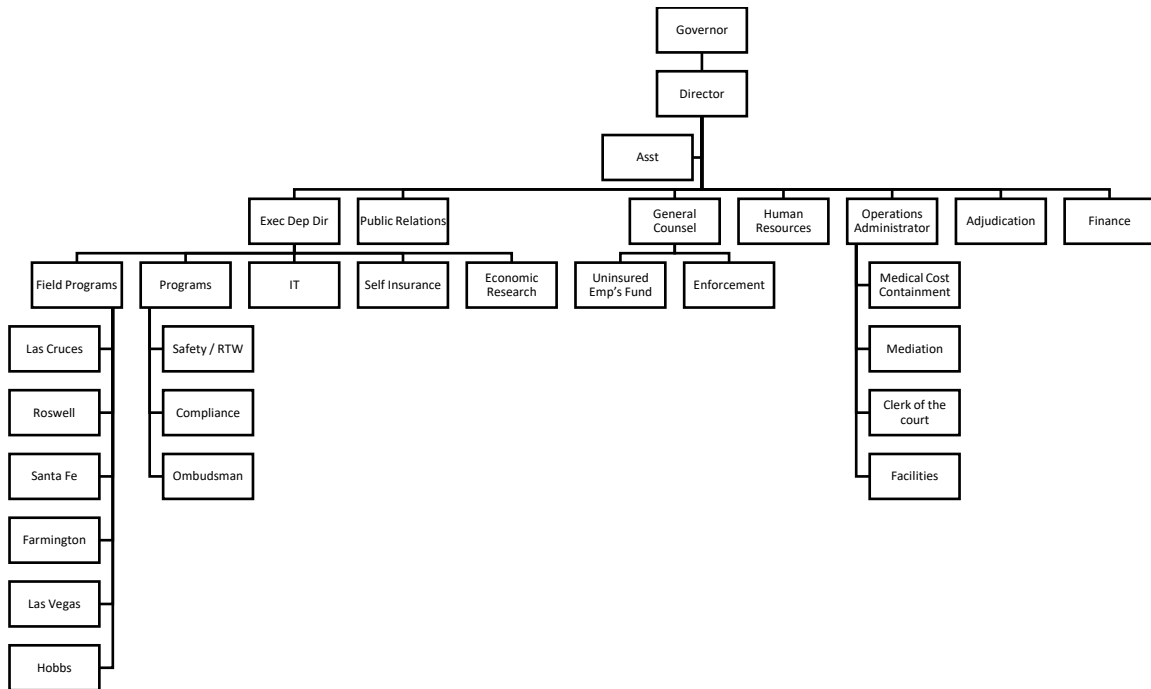 Governor
Director
Asst
Exec Dep Dir
Public Relations
General
Counsel
Human
Resources
Operations
Administrator
Adjudication
Finance
Field Programs
Programs
IT
Self Insurance
Economic
Research
Uninsured
Emp's Fund
Enforcement
Medical Cost
Containment
Las Cruces
Safety / RTW
Mediation
Roswell
Compliance
Clerk of the
court
Santa Fe
Ombudsman
Facilities
Farmington
Las Vegas
Hobbs